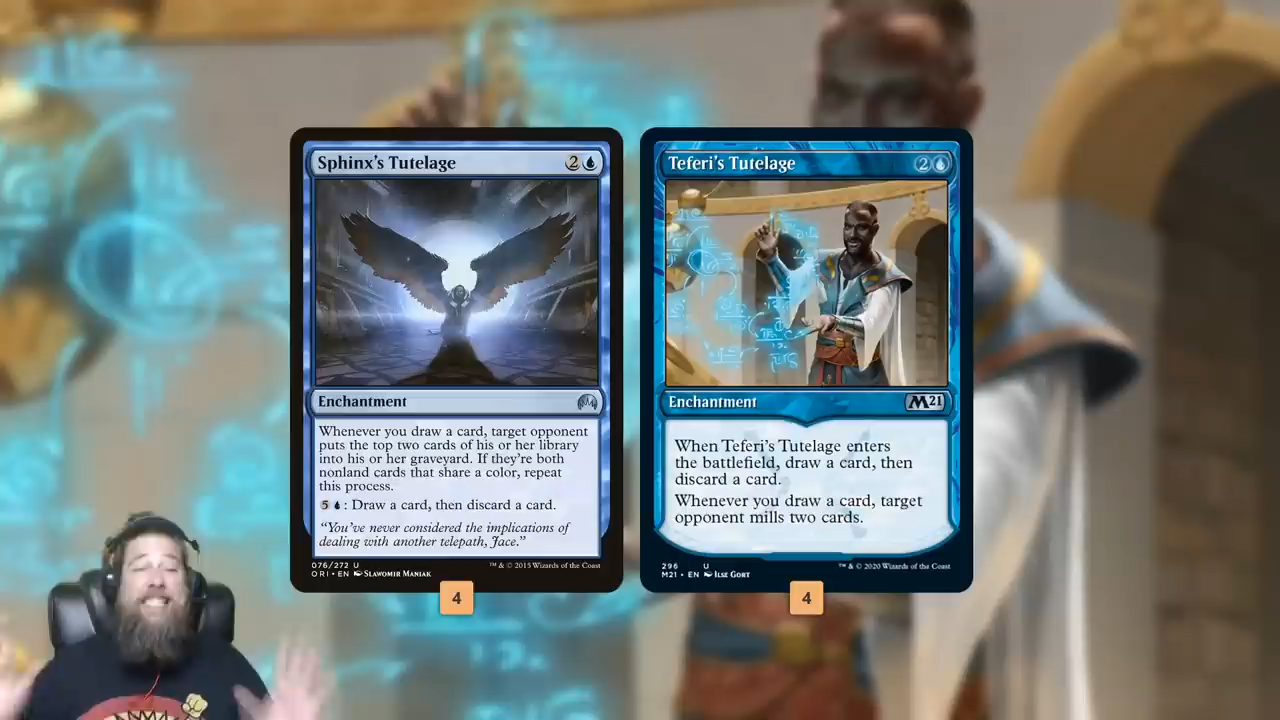 Sphinx's Tutelage 2
Enchantment
Whenever you draw a card, target opponent
puts the top two cards of his or her library
into his or her graveyard. If they're both
nonland cards that share a color, repeat
this process.
5 : Draw a card, then discard a card.
"You've never considered the implications of
dealing with another telepath, Jace."
076/272 U
ORI • EN Slawomir Maniak
™ & © 2015 Wizards of the Coast
4
Teferi's Tutelage 2
Enchantment M21
When Teferi's Tutelage enters
the battlefield, draw a card, then
discard a card.
Whenever you draw a card, target
opponent mills two cards.
296 U
M21 • EN Ilse Gort
™ & © 2020 Wizards of the Coast
4